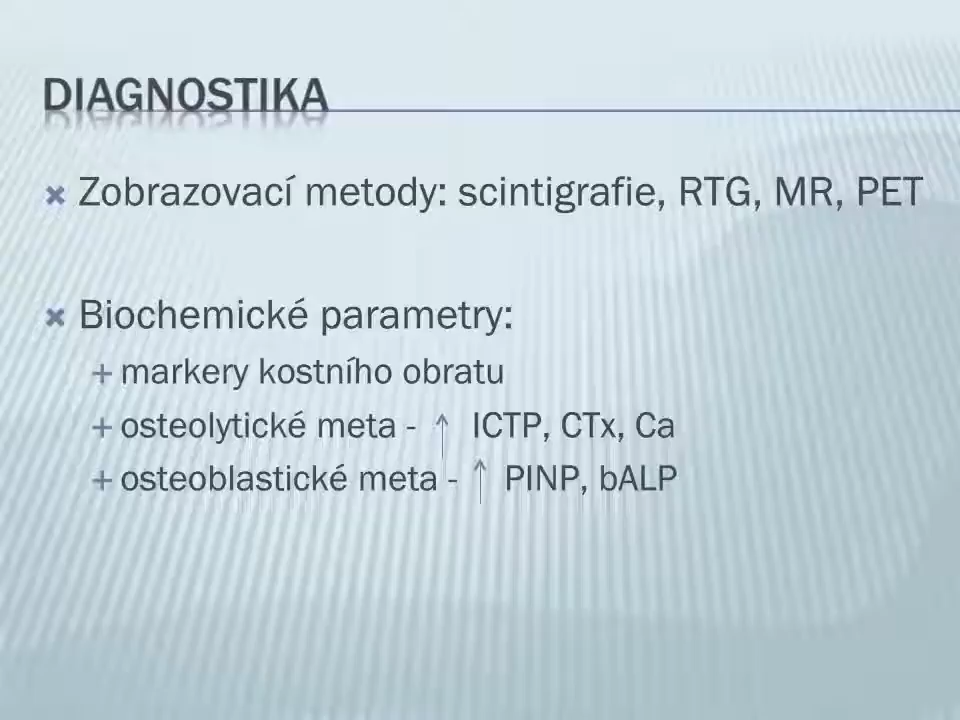 DIAGNOSTIKA
Zobrazovací metody: scintigrafie, RTG, MR, PET
Biochemické parametry:
markery kostního obratu
osteolytické meta - ↑ ICTP, CTx, Ca
osteoblastické meta - ↑ PINP, bALP